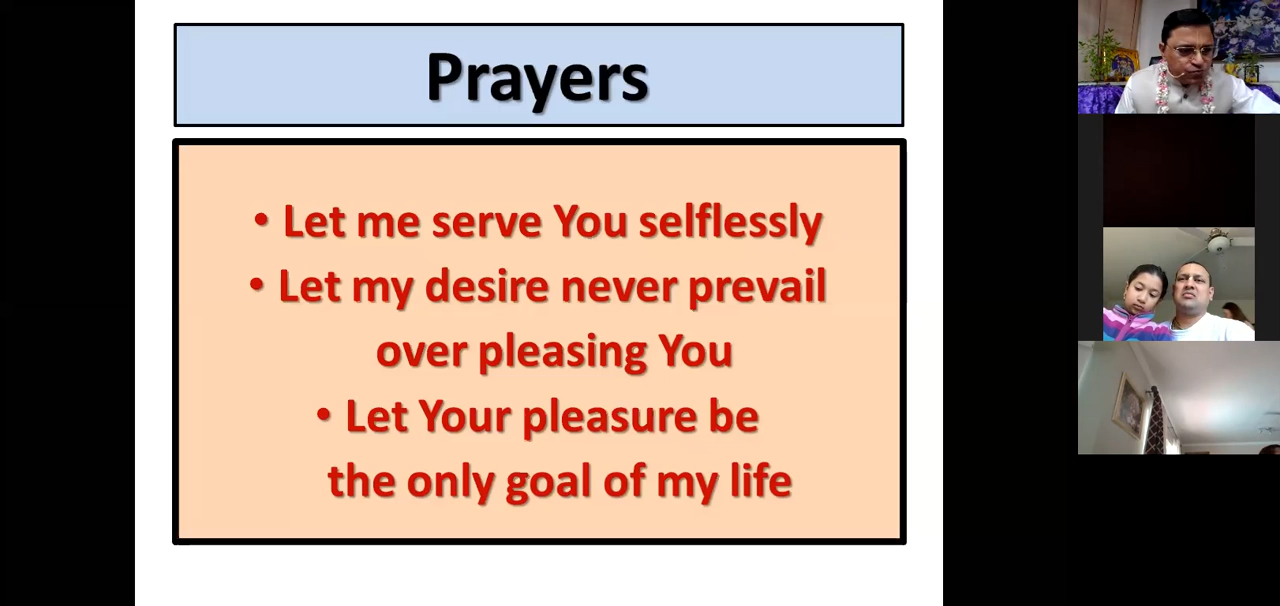 Prayers
• Let me serve You selflessly
• Let my desire never prevail
over pleasing You
• Let Your pleasure be
the only goal of my life